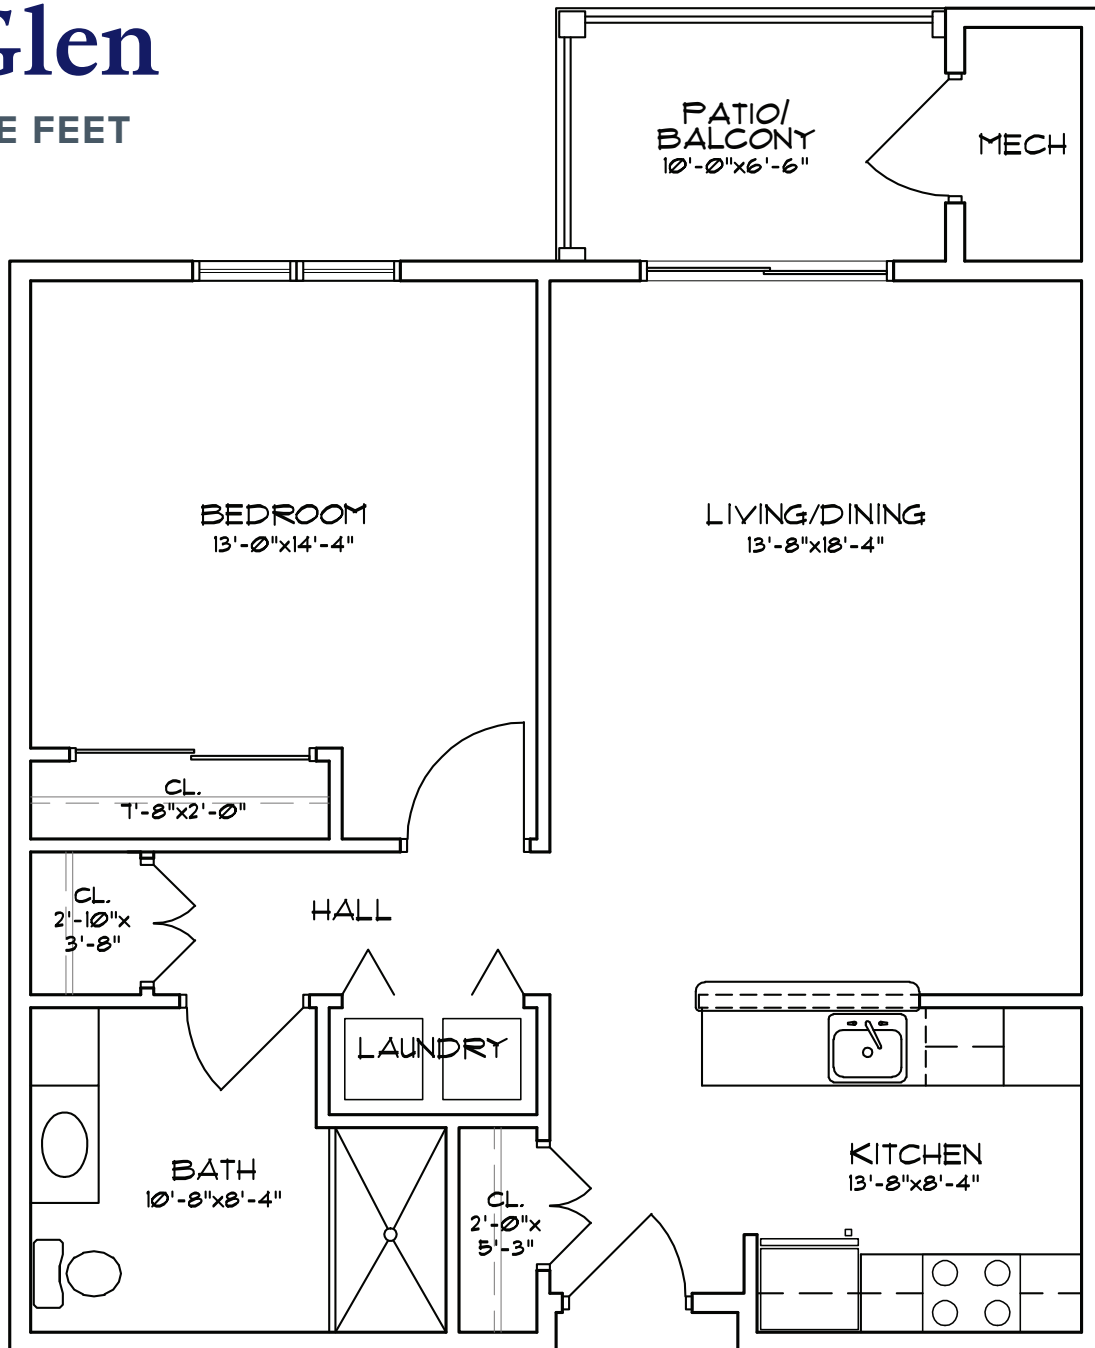 Glen
E FEET
PATIO/
BALCONY
10'-0"x6'-6"
MECH
BEDROOM
13'-0"x14'-4"
LIVING/DINING
13'-8"x18'-4"
CL.
7'-8"x2'-0"
CL.
2'-10"x
3'-8"
HALL
LAUNDRY
BATH
10'-8"x8'-4"
CL.
2'-0"x
5'-3"
KITCHEN
13'-8"x8'-4"